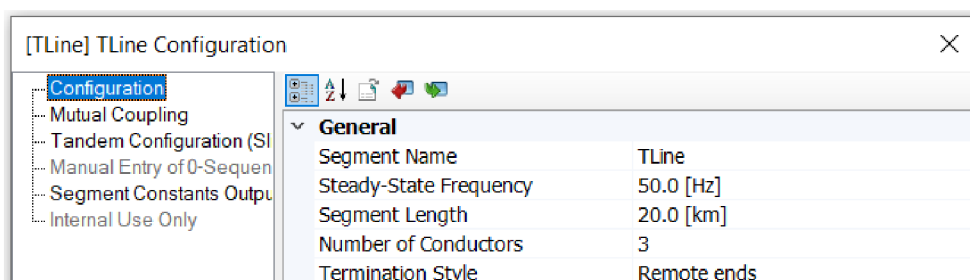 [TLine] TLine Configuration
Configuration
Mutual Coupling
Tandem Configuration (SI
Manual Entry of 0-Sequen
Segment Constants Outpu
Internal Use Only
General
Segment Name TLine
Steady-State Frequency 50.0 [Hz]
Segment Length 20.0 [km]
Number of Conductors 3
Termination Style Remote ends